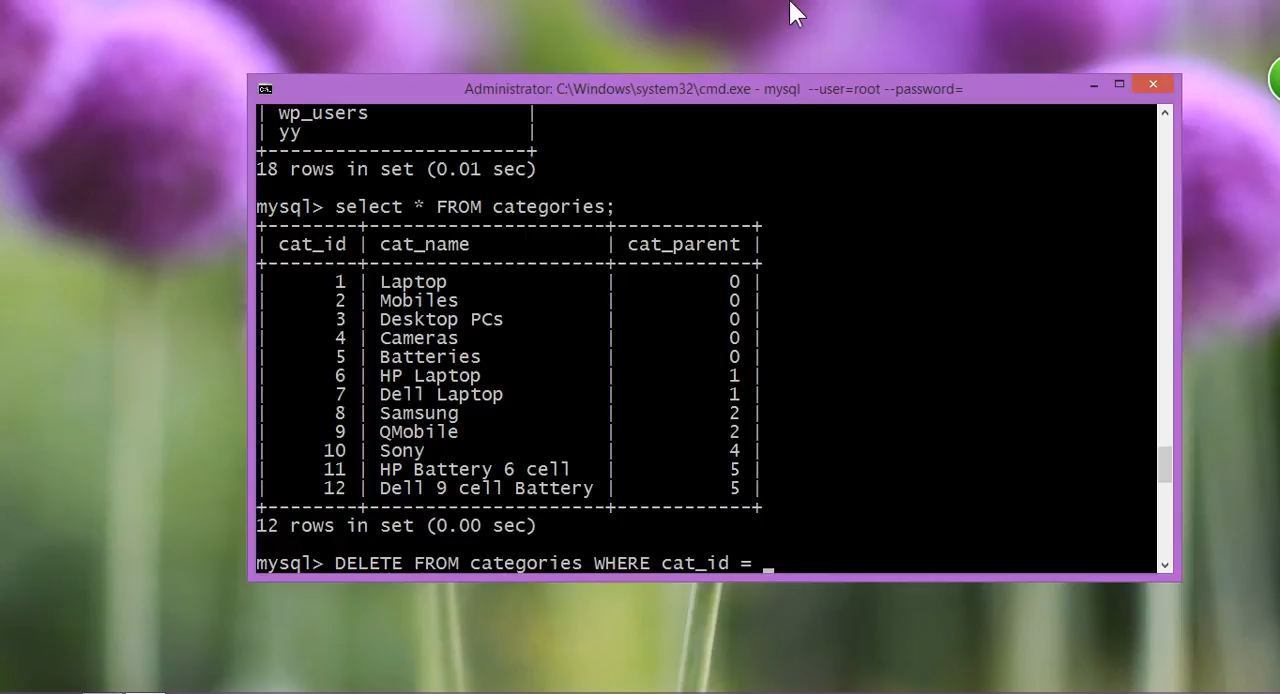 Administrator: C:\Windows\system32\cmd.exe - mysql --user=root --password=
| wp_users |
| yy |
+-----------------------+
18 rows in set (0.01 sec)
mysql> select * FROM categories;
+--------+---------------------+------------+
| cat_id | cat_name | cat_parent |
+--------+---------------------+------------+
| 1 | Laptop | 0 |
| 2 | Mobiles | 0 |
| 3 | Desktop PCs | 0 |
| 4 | Cameras | 0 |
| 5 | Batteries | 0 |
| 6 | HP Laptop | 1 |
| 7 | Dell Laptop | 1 |
| 8 | Samsung | 2 |
| 9 | QMobile | 2 |
| 10 | Sony | 4 |
| 11 | HP Battery 6 cell | 5 |
| 12 | Dell 9 cell Battery | 5 |
+--------+---------------------+------------+
12 rows in set (0.00 sec)
mysql> DELETE FROM categories WHERE cat_id = _